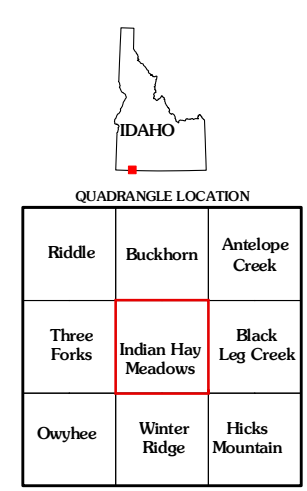 IDAHO
QUADRANGLE LOCATION
Riddle
Buckhorn
Antelope
Creek
Three
Forks
Indian Hay
Meadows
Black
Leg Creek
Owyhee
Winter
Ridge
Hicks
Mountain